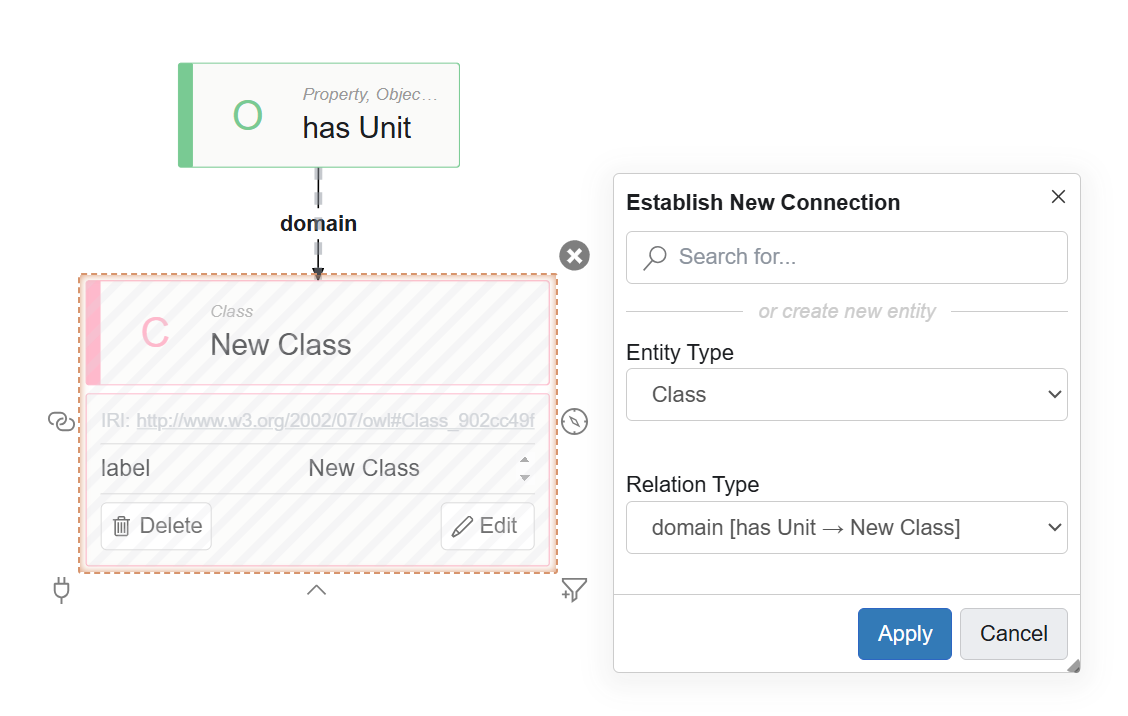 O
Property, Objec…
has Unit
domain
C
Class
New Class
IRI: http://www.w3.org/2002/07/owl#Class_902cc49f
label New Class
Delete Edit
Establish New Connection
Search for...
or create new entity
Entity Type
Class
Relation Type
domain [has Unit → New Class]
Apply Cancel